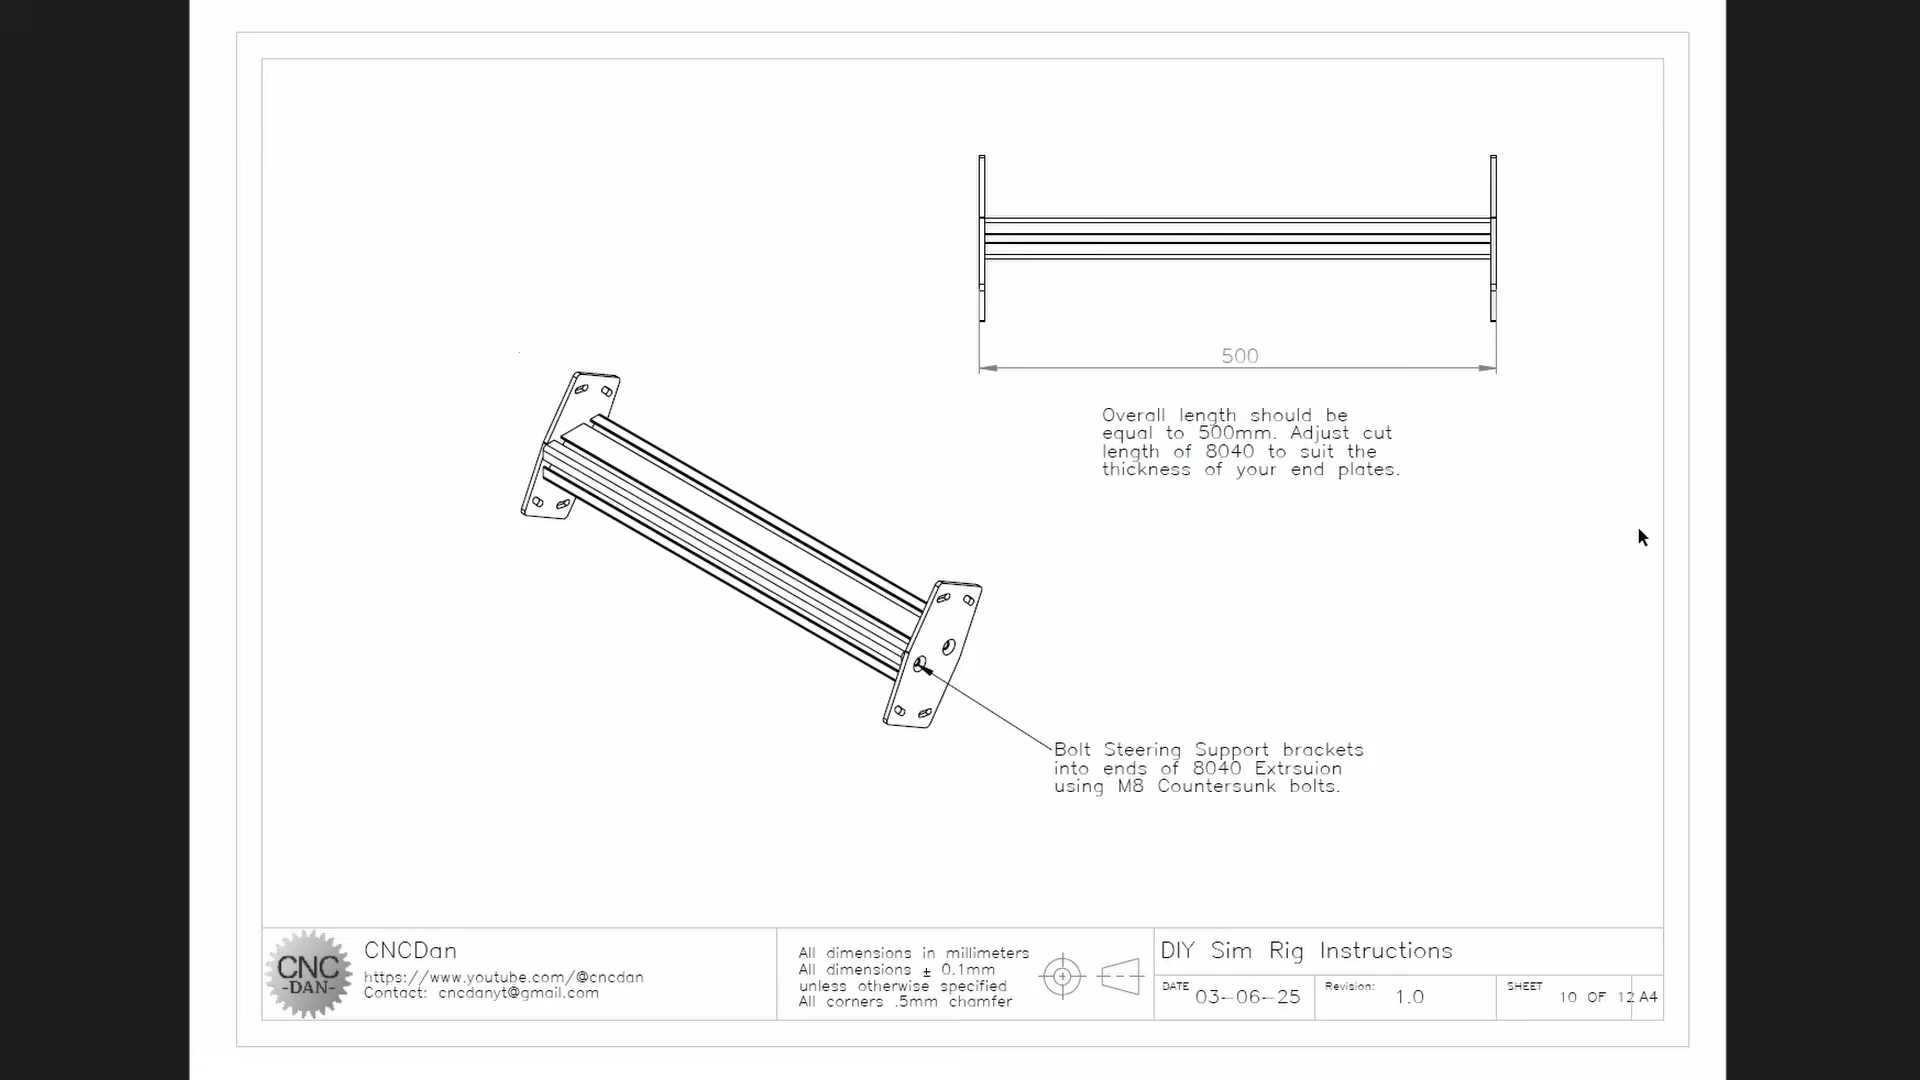 500
Overall length should be
equal to 500mm. Adjust cut
length of 8040 to suit the
thickness of your end plates.
Bolt Steering Support brackets
into ends of 8040 Extrsuion
using M8 Countersunk bolts.
CNC
-DAN-
CNCDan
https://www.youtube.com/@cncdan
Contact: cncdanyt@gmail.com
All dimensions in millimeters
All dimensions ± 0.1mm
unless otherwise specified
All corners .5mm chamfer
DIY Sim Rig Instructions
DATE 03-06-25
Revision: 1.0
SHEET 10 OF 12 A4